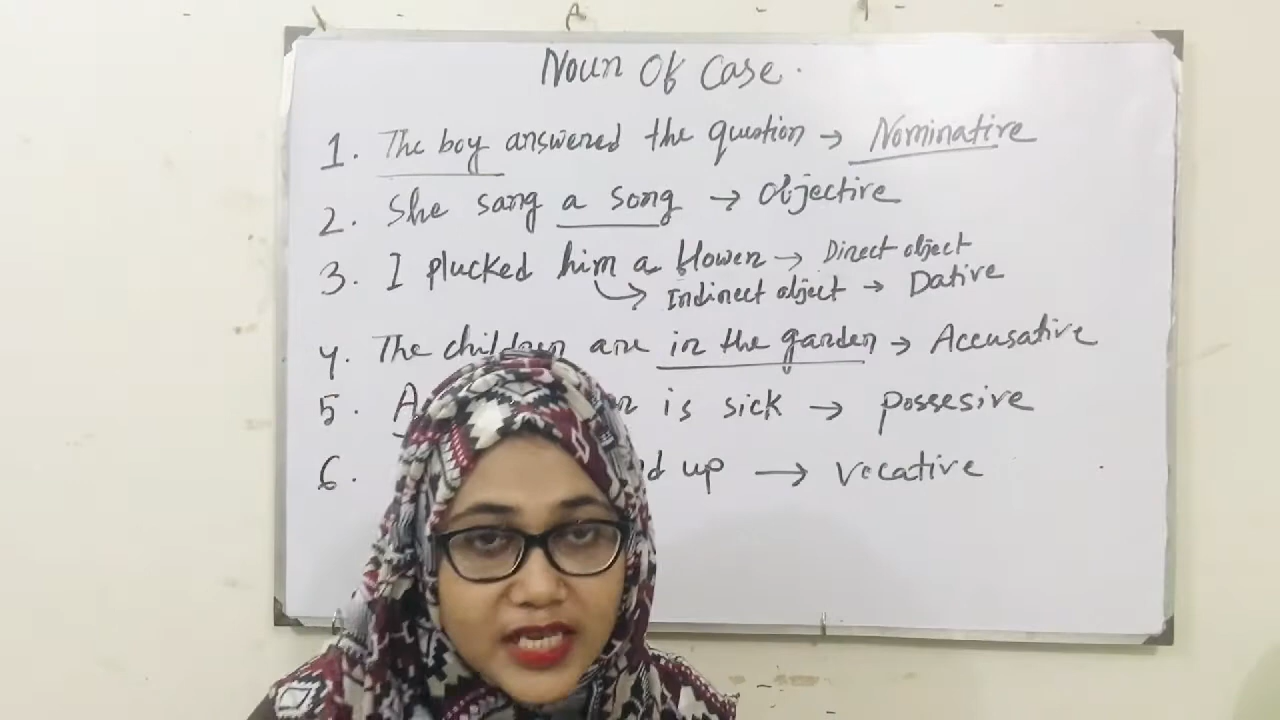 Noun Of Case.
1. The boy answered the question → Nominative
2. She sang a song → Objective
3. I plucked him a flower → Direct object
→ Indirect object → Dative
4. The children are in the garden → Accusative
5. is sick → possesive
6. up → vocative